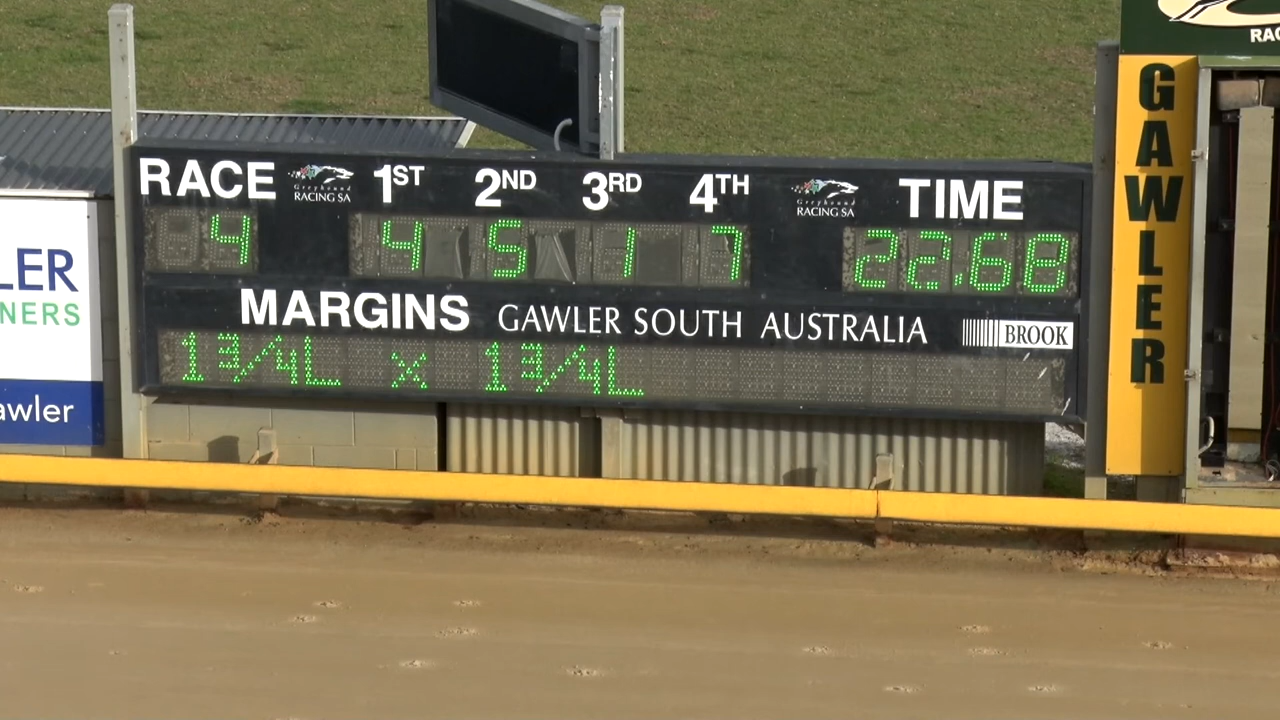 RAC
RACE Greyhound RACING SA 1ST 2ND 3RD 4TH Greyhound RACING SA TIME
4 4 5 1 7 22.68
MARGINS GAWLER SOUTH AUSTRALIA BROOK
1 3/4L x 1 3/4L
GAWLER
LER
NERS
awler